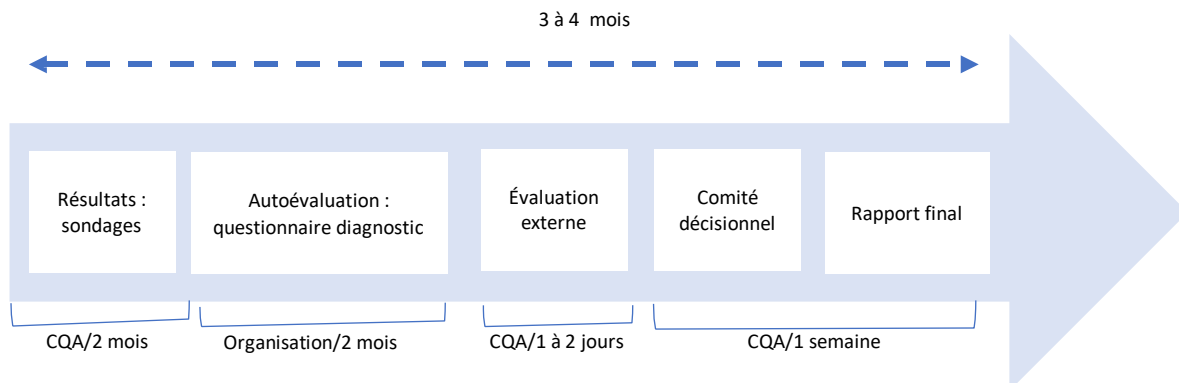 3 à 4 mois
Résultats :
sondages
Autoévaluation :
questionnaire diagnostic
Évaluation
externe
Comité
décisionnel
Rapport final
CQA/2 mois
Organisation/2 mois
CQA/1 à 2 jours
CQA/1 semaine